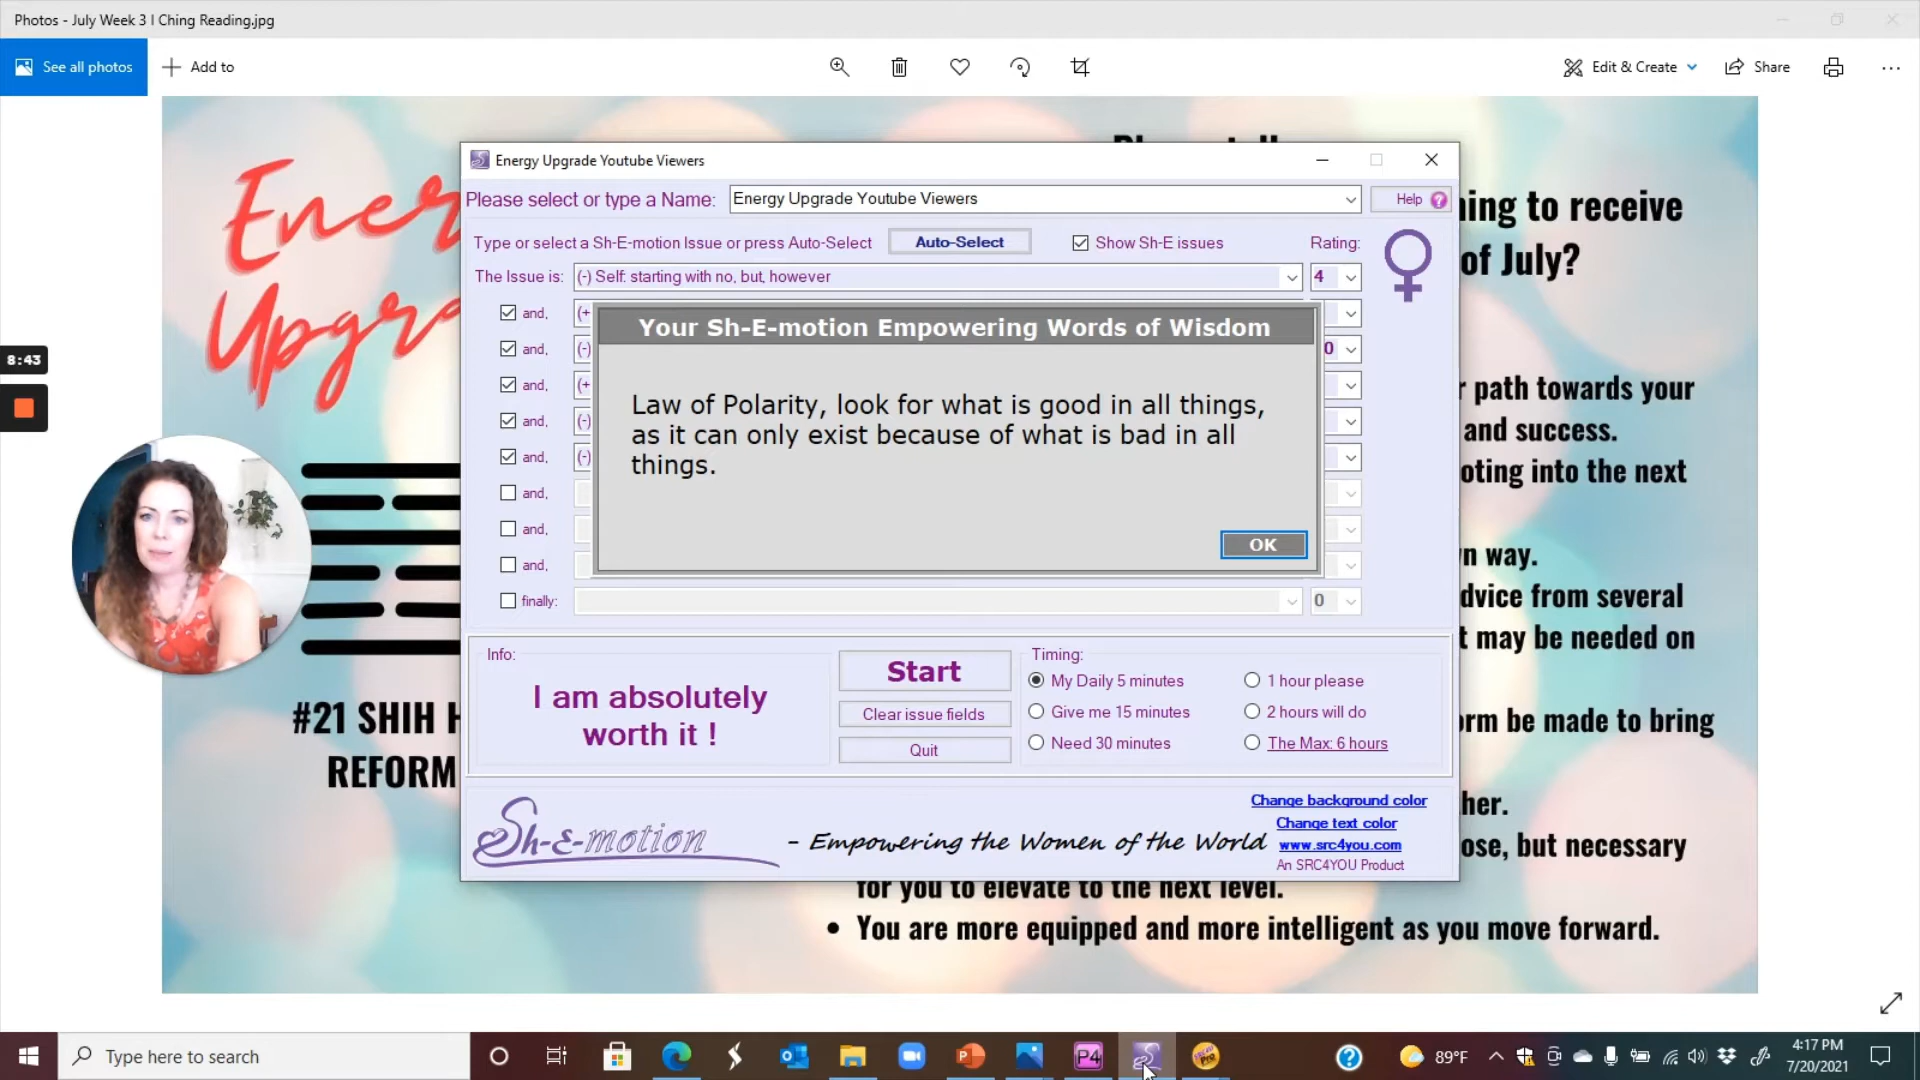 Photos - July Week 3 I Ching Reading.jpg
See all photos
Add to
Edit & Create
Share
Energy Upgrade Youtube Viewers
Please select or type a Name:
Energy Upgrade Youtube Viewers
Help ?
Type or select a Sh-E-motion Issue or press Auto-Select
Auto-Select
Show Sh-E issues
Rating:
The Issue is:
(-) Self: starting with no, but, however
4
and, (+
and, (-) 0
and, (+
and, (-)
and, (-)
and,
and,
and,
finally:
0
Your Sh-E-motion Empowering Words of Wisdom
Law of Polarity, look for what is good in all things,
as it can only exist because of what is bad in all
things.
OK
Info:
I am absolutely
worth it !
Start
Clear issue fields
Quit
Timing:
My Daily 5 minutes
Give me 15 minutes
Need 30 minutes
1 hour please
2 hours will do
The Max: 6 hours
Sh-E-motion
- Empowering the Women of the World
Change background color
Change text color
www.src4you.com
An SRC4YOU Product
8:43
#21 SHIH
REFORM
ing to receive
of July?
path towards your
and success.
oting into the next
n way.
dvice from several
t may be needed on
rm be made to bring
her.
ose, but necessary
for you to elevate to the next level.
• You are more equipped and more intelligent as you move forward.
Type here to search
P4
89°F
4:17 PM
7/20/2021